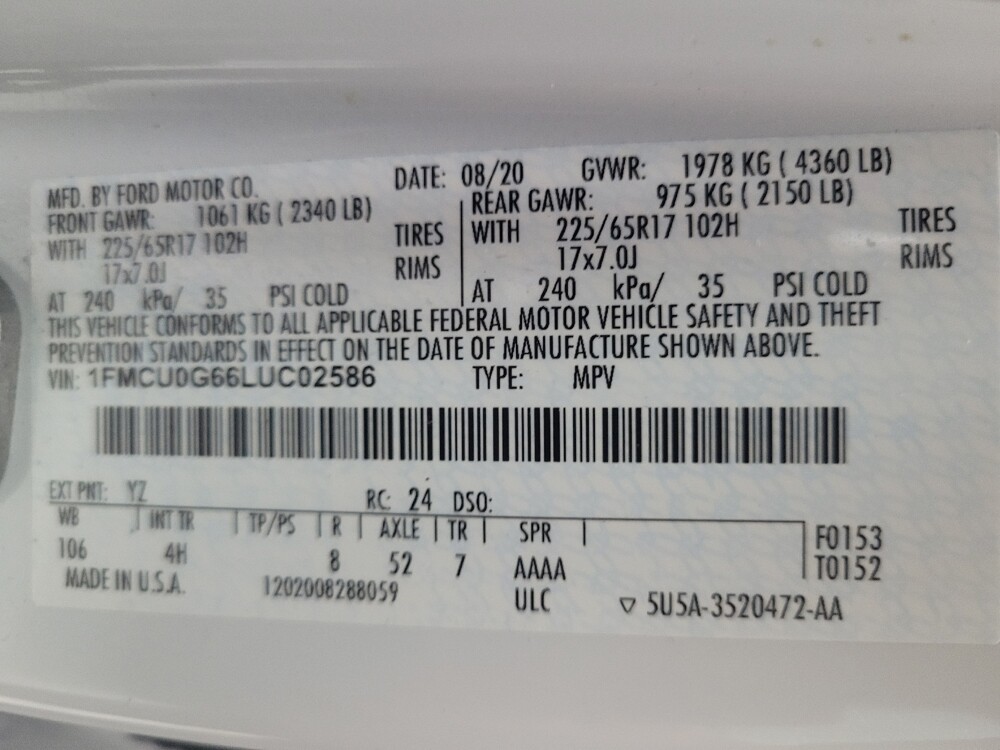 MFD. BY FORD MOTOR CO. DATE: 08/20 GVWR: 1978 KG ( 4360 LB)
FRONT GAWR: 1061 KG ( 2340 LB) REAR GAWR: 975 KG ( 2150 LB)
WITH 225/65R17 102H TIRES WITH 225/65R17 102H TIRES
17x7.0J RIMS 17x7.0J RIMS
AT 240 kPa/ 35 PSI COLD AT 240 kPa/ 35 PSI COLD
THIS VEHICLE CONFORMS TO ALL APPLICABLE FEDERAL MOTOR VEHICLE SAFETY AND THEFT
PREVENTION STANDARDS IN EFFECT ON THE DATE OF MANUFACTURE SHOWN ABOVE.
VIN: 1FMCU0G66LUC02586 TYPE: MPV
EXT PNT: YZ RC: 24 DSO:
WB INT TR TP/PS R AXLE TR SPR F0153
106 4H 8 52 7 AAAA T0152
MADE IN U.S.A. 1202008288059 ULC ▽ 5U5A-3520472-AA